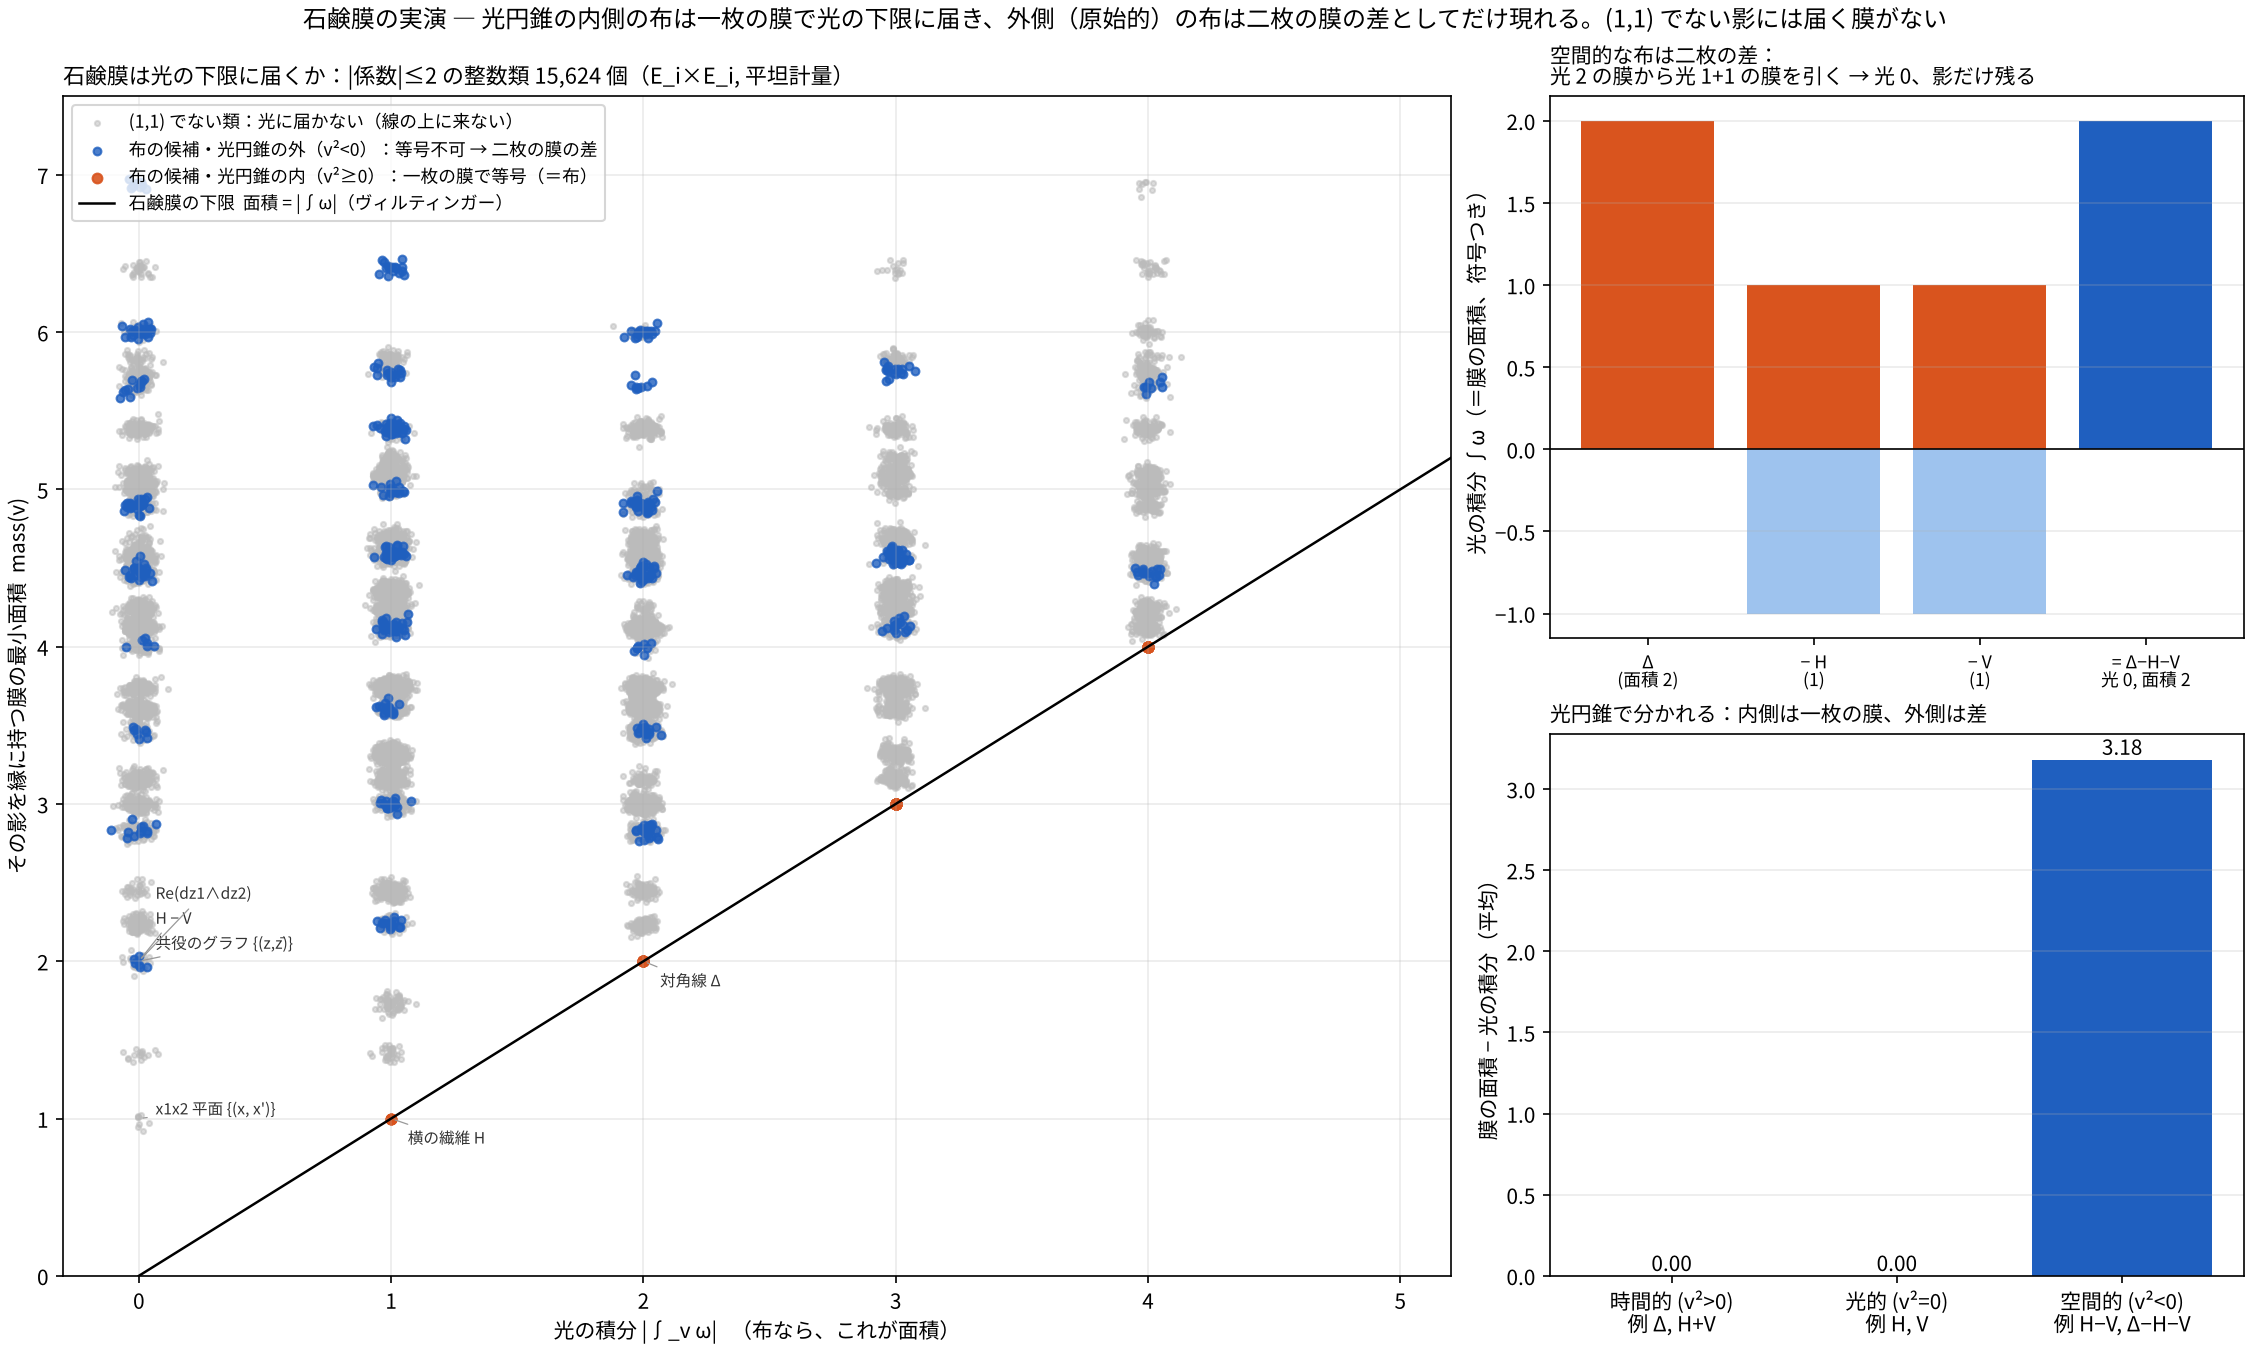 石鹸膜の実演 — 光円錐の内側の布は一枚の膜で光の下限に届き、外側（原始的）の布は二枚の膜の差としてだけ現れる。(1,1) でない影には届く膜がない
石鹸膜は光の下限に届くか：|係数|≤2 の整数類 15,624 個（E_i×E_i, 平坦計量）
(1,1) でない類：光に届かない（線の上に来ない）
布の候補・光円錐の外（v²<0）：等号不可 → 二枚の膜の差
布の候補・光円錐の内（v²≥0）：一枚の膜で等号（＝布）
石鹸膜の下限 面積 = |∫ω|（ヴィルティンガー）
その影を縁に持つ膜の最小面積 mass(v)
7
6
5
4
3
2
1
0
Re(dz1∧dz2)
H−V
共役のグラフ {(z,z̄)}
x1x2 平面 {(x, x')}
対角線 Δ
横の繊維 H
0 1 2 3 4 5
光の積分 |∫_v ω| （布なら、これが面積）
空間的な布は二枚の差：
光 2 の膜から光 1+1 の膜を引く → 光 0、影だけ残る
光の積分 ∫ω（＝膜の面積、符号つき）
2.0
1.5
1.0
0.5
0.0
−0.5
−1.0
Δ − H − V = Δ−H−V
(面積 2) (1) (1) 光 0, 面積 2
光円錐で分かれる：内側は一枚の膜、外側は差
膜の面積 − 光の積分（平均）
3.0
2.5
2.0
1.5
1.0
0.5
0.0
0.00 0.00 3.18
時間的 (v²>0) 光的 (v²=0) 空間的 (v²<0)
例 Δ, H+V 例 H, V 例 H−V, Δ−H−V